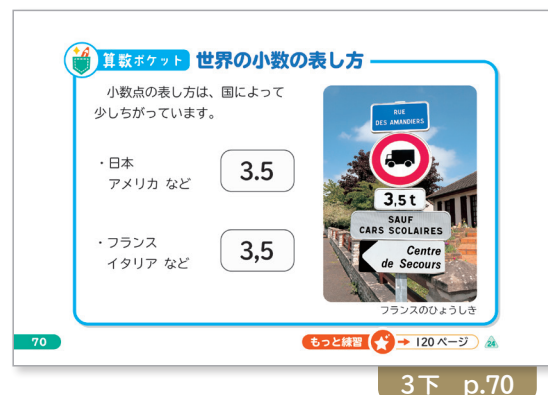 算数ポケット 世界の小数の表し方
小数点の表し方は、国によって
少しちがっています。
・日本
アメリカ など
3.5
・フランス
イタリア など
3,5
RUE
DES AMANDIERS
3,5 t
SAUF
CARS SCOLAIRES
Centre
de Secours
フランスのひょうしき
70
もっと練習 → 120 ページ
24
3下 p.70